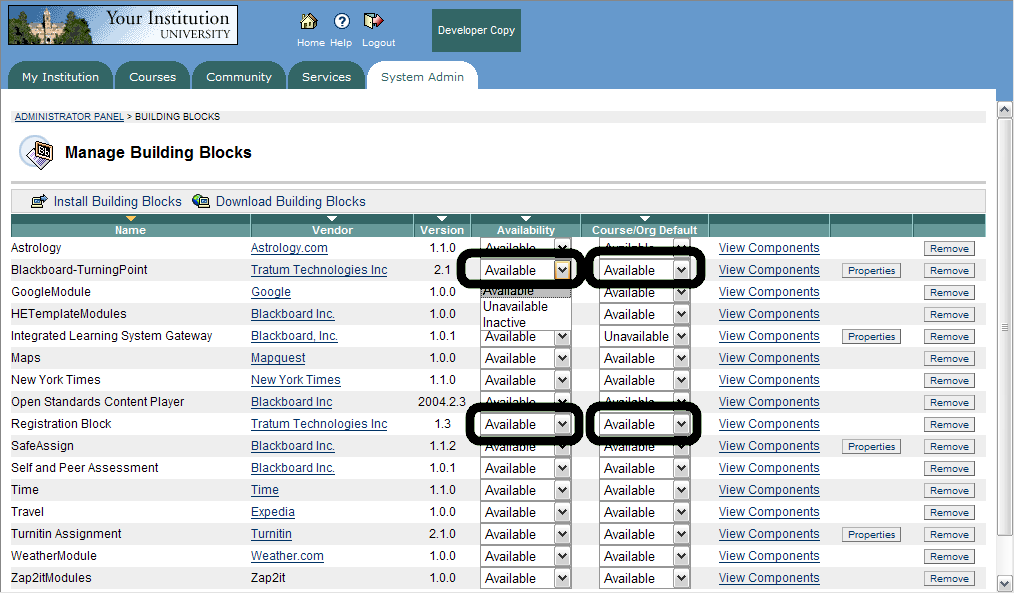 Your Institution
UNIVERSITY
Home Help Logout
Developer Copy
My Institution Courses Community Services System Admin
ADMINISTRATOR PANEL > BUILDING BLOCKS
Manage Building Blocks
Install Building Blocks Download Building Blocks
Name Vendor Version Availability Course/Org Default
Astrology Astrology.com 1.1.0 Available Available View Components Remove
Blackboard-TurningPoint Tratum Technologies Inc 2.1 Available Available View Components Properties Remove
GoogleModule Google 1.0.0 Available Available View Components Remove
Unavailable
HETemplateModules Blackboard Inc. 1.0.0 Available View Components Remove
Inactive
Integrated Learning System Gateway Blackboard, Inc. 1.0.1 Available Unavailable View Components Properties Remove
Maps Mapquest 1.0.0 Available Available View Components Remove
New York Times New York Times 1.1.0 Available Available View Components Remove
Open Standards Content Player Blackboard Inc 2004.2.3 Available Available View Components Remove
Registration Block Tratum Technologies Inc 1.3 Available Available View Components Remove
SafeAssign Blackboard Inc. 1.1.2 Available Available View Components Properties Remove
Self and Peer Assessment Blackboard Inc. 1.0.1 Available Available View Components Remove
Time Time 1.1.0 Available Available View Components Remove
Travel Expedia 1.0.0 Available Available View Components Remove
Turnitin Assignment Turnitin 2.1.0 Available Available View Components Properties Remove
WeatherModule Weather.com 1.0.0 Available Available View Components Remove
Zap2itModules Zap2it 1.0.0 Available Available View Components Remove